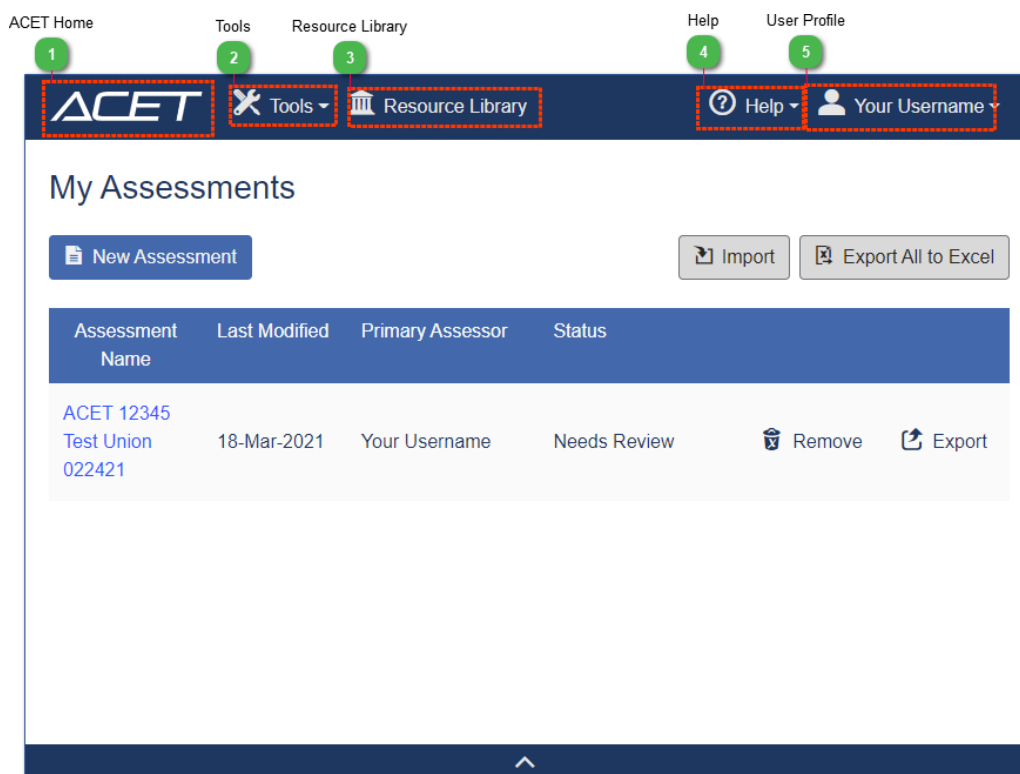 ACET Home Tools Resource Library Help User Profile
1 2 3 4 5
ACET Tools Resource Library Help Your Username
My Assessments
New Assessment Import Export All to Excel
Assessment Name Last Modified Primary Assessor Status
ACET 12345
Test Union 18-Mar-2021 Your Username Needs Review Remove Export
022421